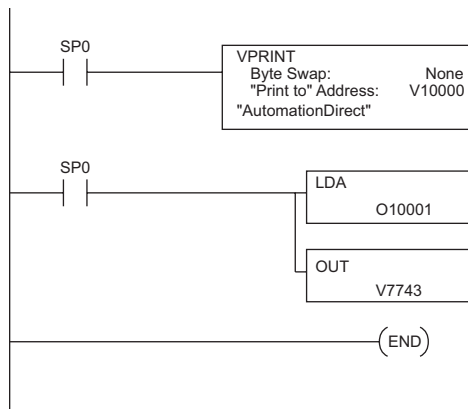 SP0
VPRINT
Byte Swap: None
"Print to" Address: V10000
"AutomationDirect"
SP0
LDA
O10001
OUT
V7743
END